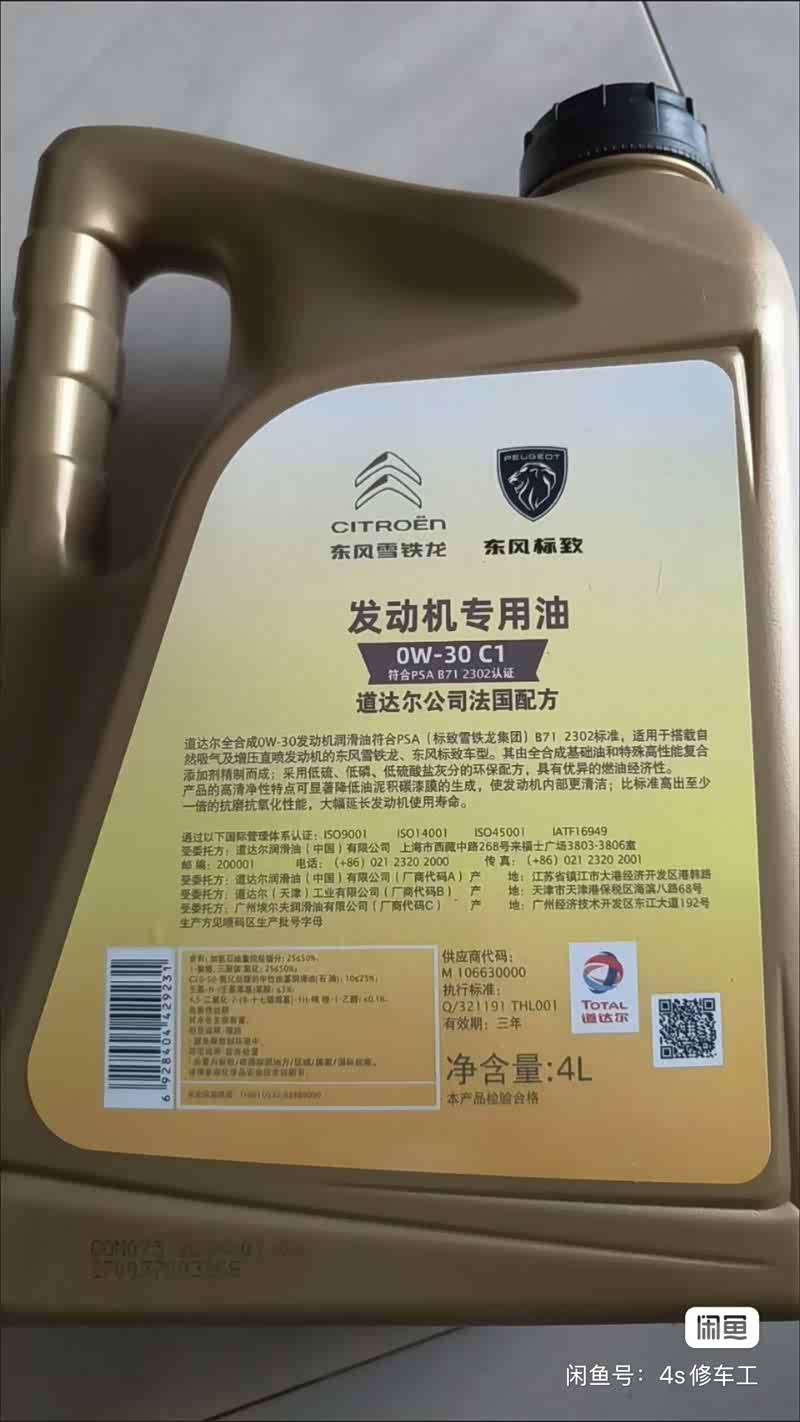 CITROËN
东风雪铁龙
PEUGEOT
东风标致
发动机专用油
0W-30 C1
符合PSA B71 2302认证
道达尔公司法国配方
道达尔全合成0W-30发动机润滑油符合PSA（标致雪铁龙集团）B71 2302标准，适用于搭载自
然吸气及增压直喷发动机的东风雪铁龙、东风标致车型。其由全合成基础油和特殊高性能复合
添加剂精制而成；采用低硫、低磷、低硫酸盐灰分的环保配方，具有优异的燃油经济性。
产品的高清净性特点可显著降低油泥积碳漆膜的生成，使发动机内部更清洁；比标准高出至少
一倍的抗磨抗氧化性能，大幅延长发动机使用寿命。
通过以下国际管理体系认证：ISO9001 ISO14001 ISO45001 IATF16949
受委托方：道达尔润滑油（中国）有限公司 上海市西藏中路268号来福士广场3803-3806室
邮 编：200001 电话：（+86）021 2320 2000 传 真：（+86）021 2320 2001
受委托方：道达尔润滑油（中国）有限公司（厂商代码A）产 地：江苏省镇江市大港经济开发区港韩路
受委托方：道达尔（天津）工业有限公司（厂商代码B） 产 地：天津市天津港保税区海滨八路68号
受委托方：广州埃尔夫润滑油有限公司（厂商代码C） 产 地：广州经济技术开发区东江大道192号
生产方见喷码区生产批号字母
6 928404 429231
供应商代码：
M 106630000
执行标准：
Q/321191 THL001
有效期：三年
净含量:4L
本产品检验合格
TOTAL
道达尔
闲鱼
闲鱼号：4s修车工